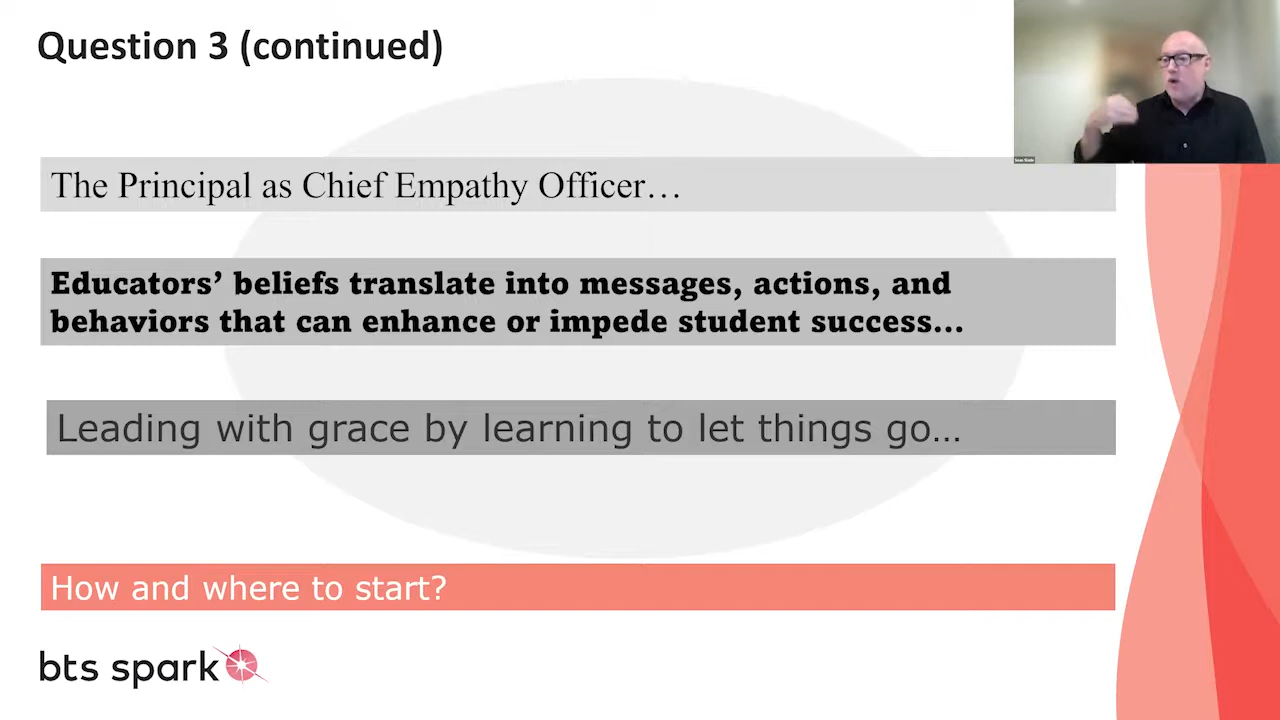 Question 3 (continued)
The Principal as Chief Empathy Officer…
Educators’ beliefs translate into messages, actions, and
behaviors that can enhance or impede student success…
Leading with grace by learning to let things go…
How and where to start?
bts spark